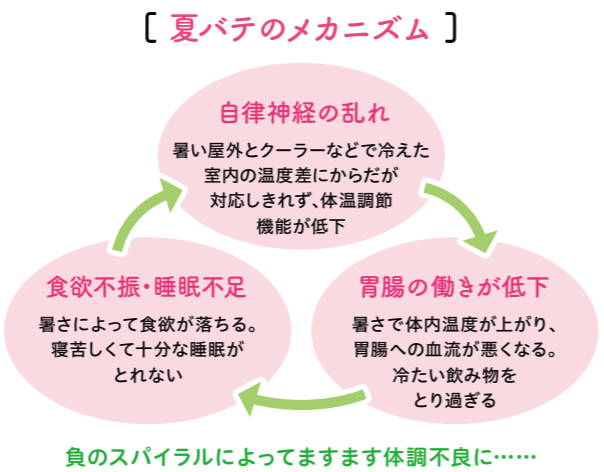 [ 夏バテのメカニズム ]
自律神経の乱れ
暑い屋外とクーラーなどで冷えた
室内の温度差にからだが
対応しきれず、体温調節
機能が低下
食欲不振・睡眠不足
暑さによって食欲が落ちる。
寝苦しくて十分な睡眠が
とれない
胃腸の働きが低下
暑さで体内温度が上がり、
胃腸への血流が悪くなる。
冷たい飲み物を
とり過ぎる
負のスパイラルによってますます体調不良に……